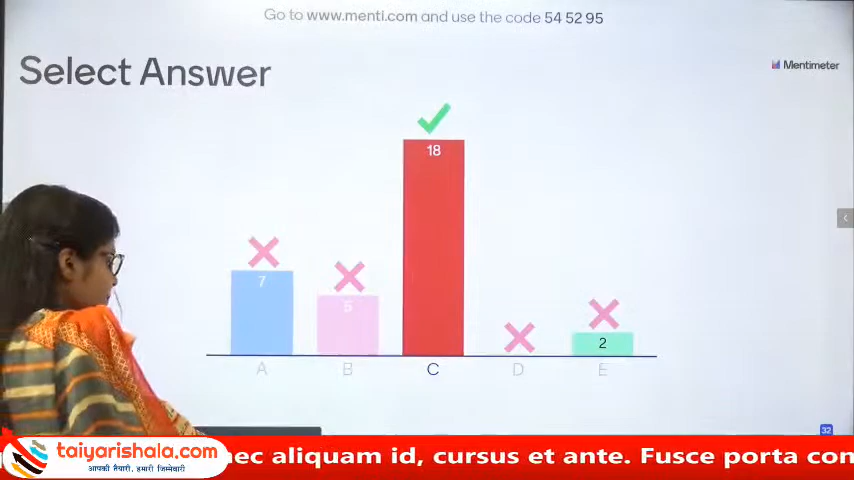 Go to www.menti.com and use the code 54 52 95
Select Answer
Mentimeter
18
7
5
2
A B C D E
32
taiyarishala.com
आपकी तैयारी, हमारी जिम्मेवारी
nec aliquam id, cursus et ante. Fusce porta con